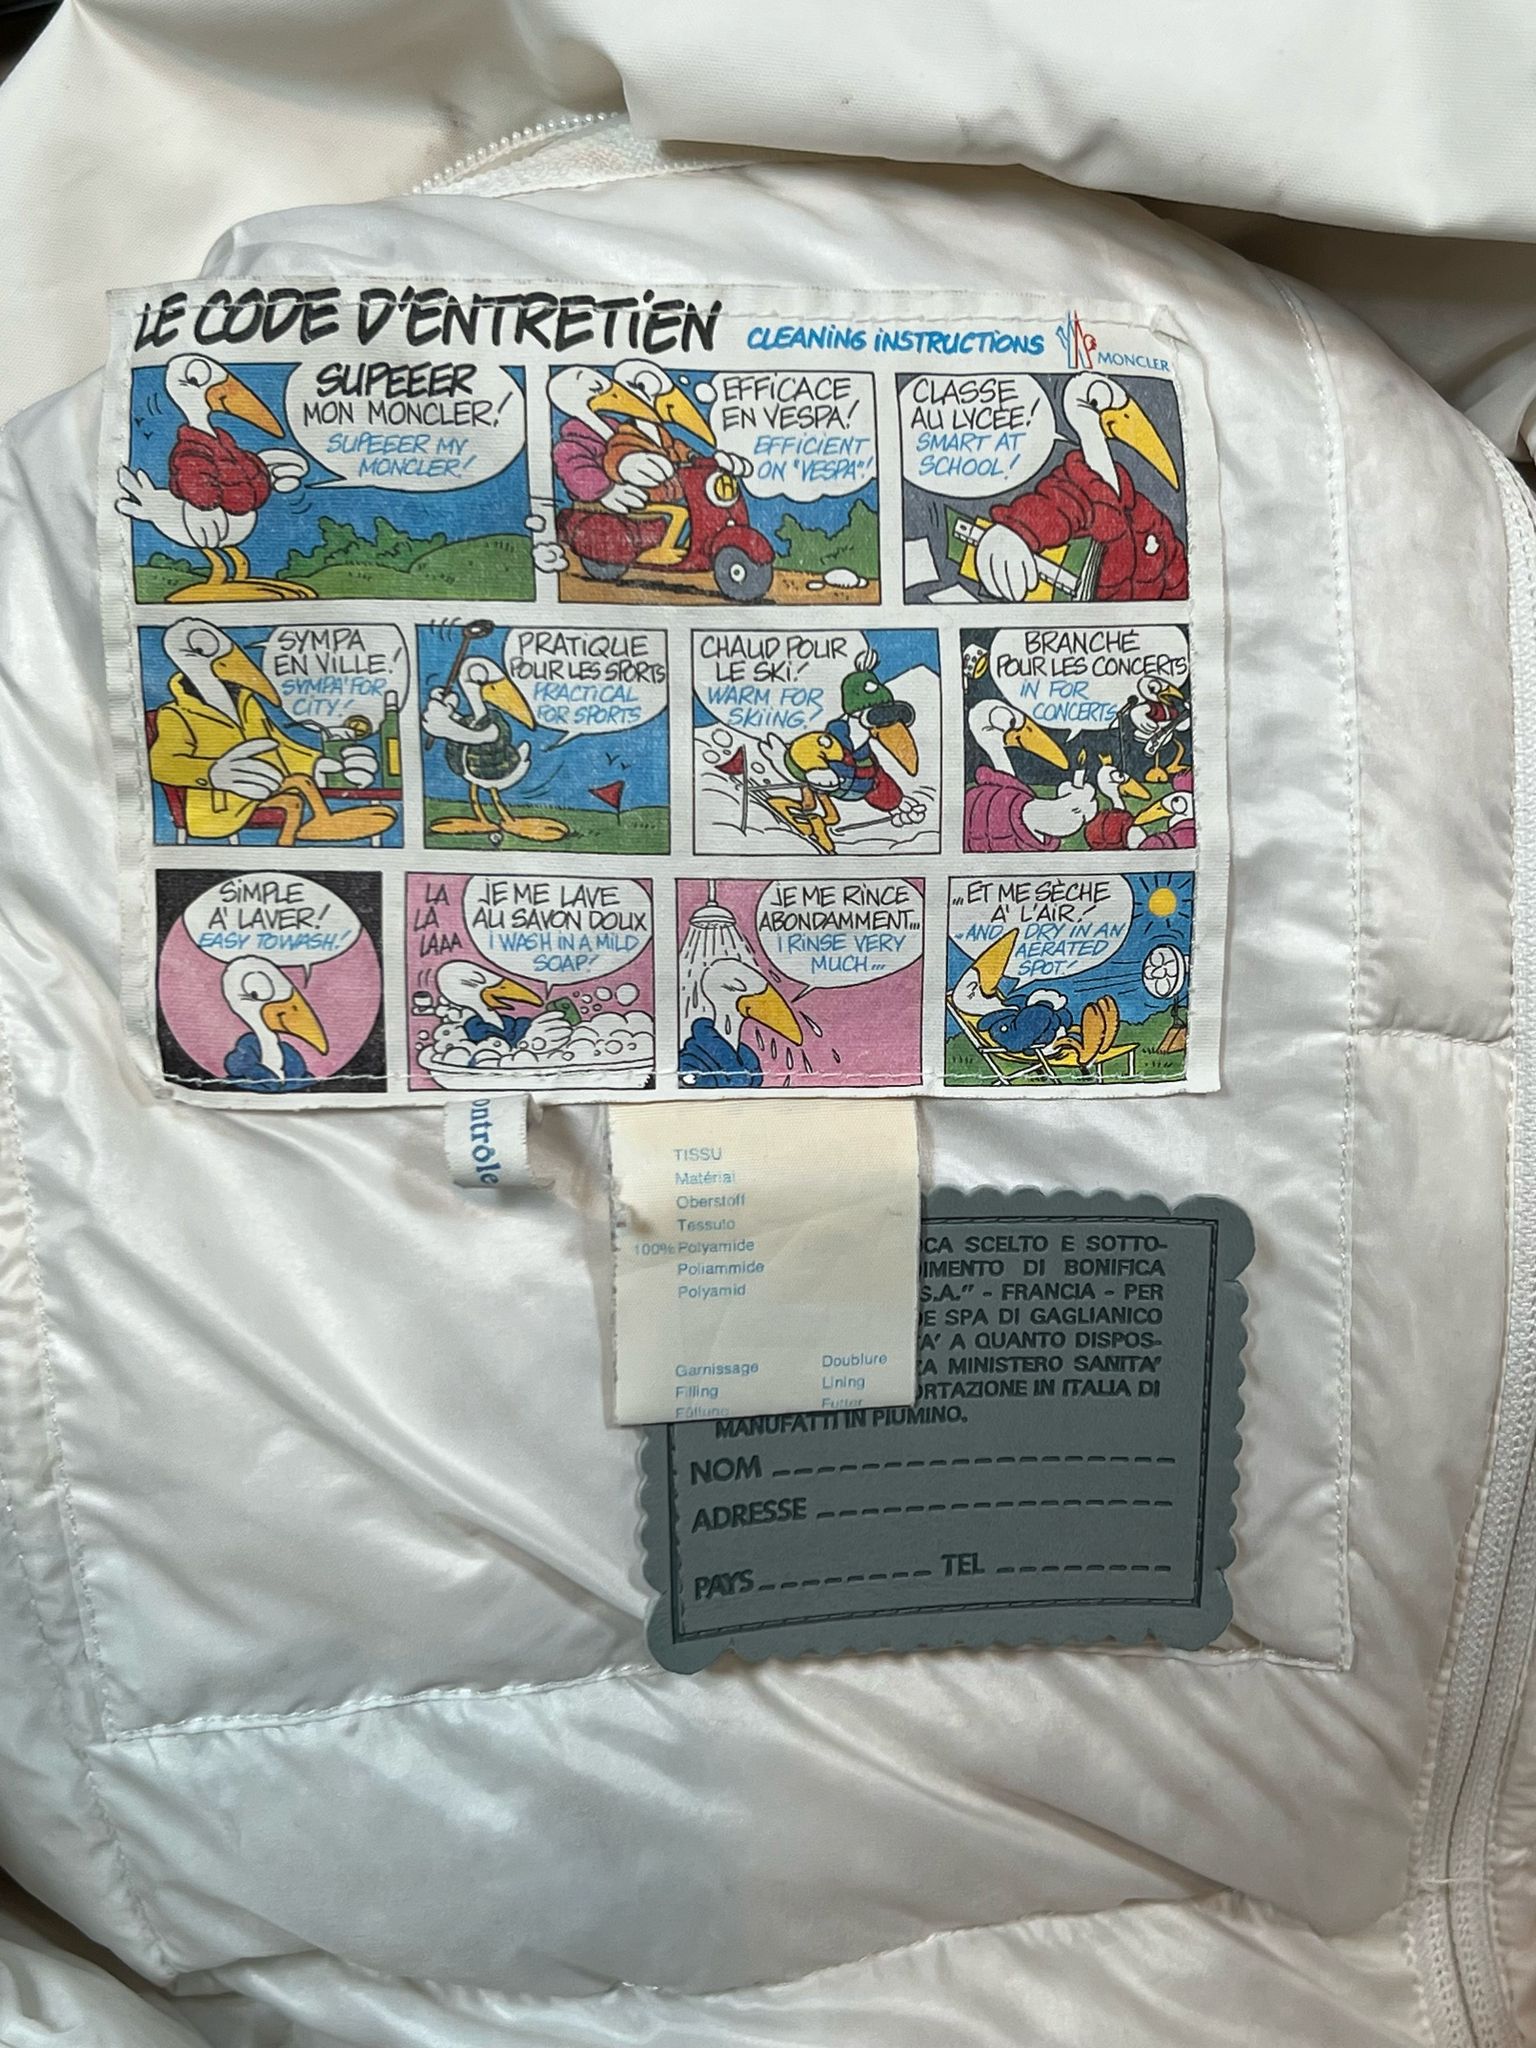 LE CODE D'ENTRETIEN
CLEANING INSTRUCTIONS
MONCLER
SUPEEER
MON MONCLER!
SUPEEER MY
MONCLER!
EFFICACE
EN VESPA!
EFFICIENT
ON "VESPA"!
CLASSE
AU LYCÉE!
SMART AT
SCHOOL!
SYMPA
EN VILLE!
SYMPA' FOR
CITY!
PRATIQUE
POUR LES SPORTS
PRACTICAL
FOR SPORTS
CHAUD POUR
LE SKI!
WARM FOR
SKIING!
BRANCHÉ
POUR LES CONCERTS
IN FOR
CONCERTS
SIMPLE
A' LAVER!
EASY TO WASH!
LA
LA
LAAA
JE ME LAVE
AU SAVON DOUX
I WASH IN A MILD
SOAP!
JE ME RINCE
ABONDAMMENT...
I RINSE VERY
MUCH...
...ET ME SÈCHE
A' L'AIR!
..AND I DRY IN AN
AERATED
SPOT!
ontrôle
TISSU
Matérial
Oberstoff
Tessuto
100% Polyamide
Poliammide
Polyamid
Garnissage Doublure
Filling Lining
Füllung Futter
CA SCELTO E SOTTO-
IMENTO DI BONIFICA
S.A." - FRANCIA - PER
E SPA DI GAGLIANICO
A' A QUANTO DISPOS-
A MINISTERO SANITA'
ORTAZIONE IN ITALIA DI
MANUFATTI IN PIUMINO.
NOM
ADRESSE
PAYS TEL